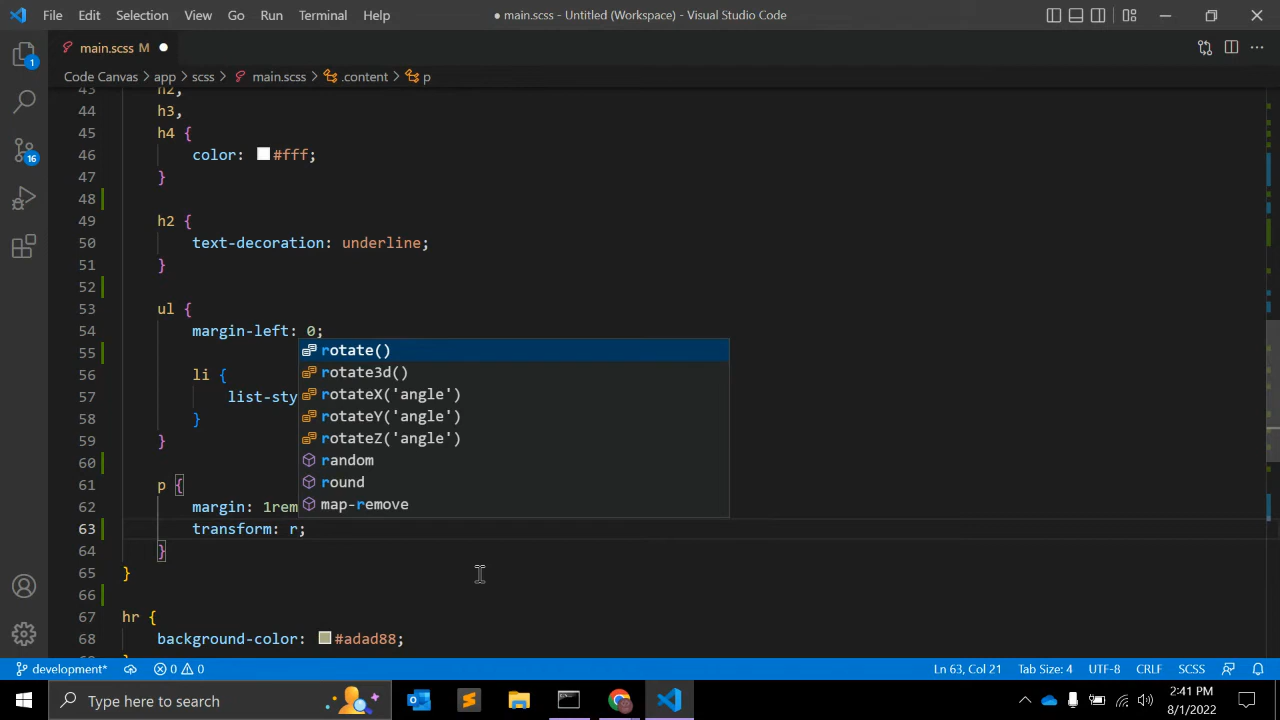 File Edit Selection View Go Run Terminal Help ● main.scss - Untitled (Workspace) - Visual Studio Code
main.scss M
Code Canvas > app > scss > main.scss > .content > p
43 h2,
44 h3,
45 h4 {
46 color: #fff;
47 }
48
49 h2 {
50 text-decoration: underline;
51 }
52
53 ul {
54 margin-left: 0;
55
56 li {
57 list-sty
58 }
59 }
60
61 p {
62 margin: 1rem
63 transform: r;
64 }
65 }
66
67 hr {
68 background-color: #adad88;
rotate()
rotate3d()
rotateX('angle')
rotateY('angle')
rotateZ('angle')
random
round
map-remove
1
16
development* 0 0 Ln 63, Col 21 Tab Size: 4 UTF-8 CRLF SCSS
Type here to search
2:41 PM
8/1/2022